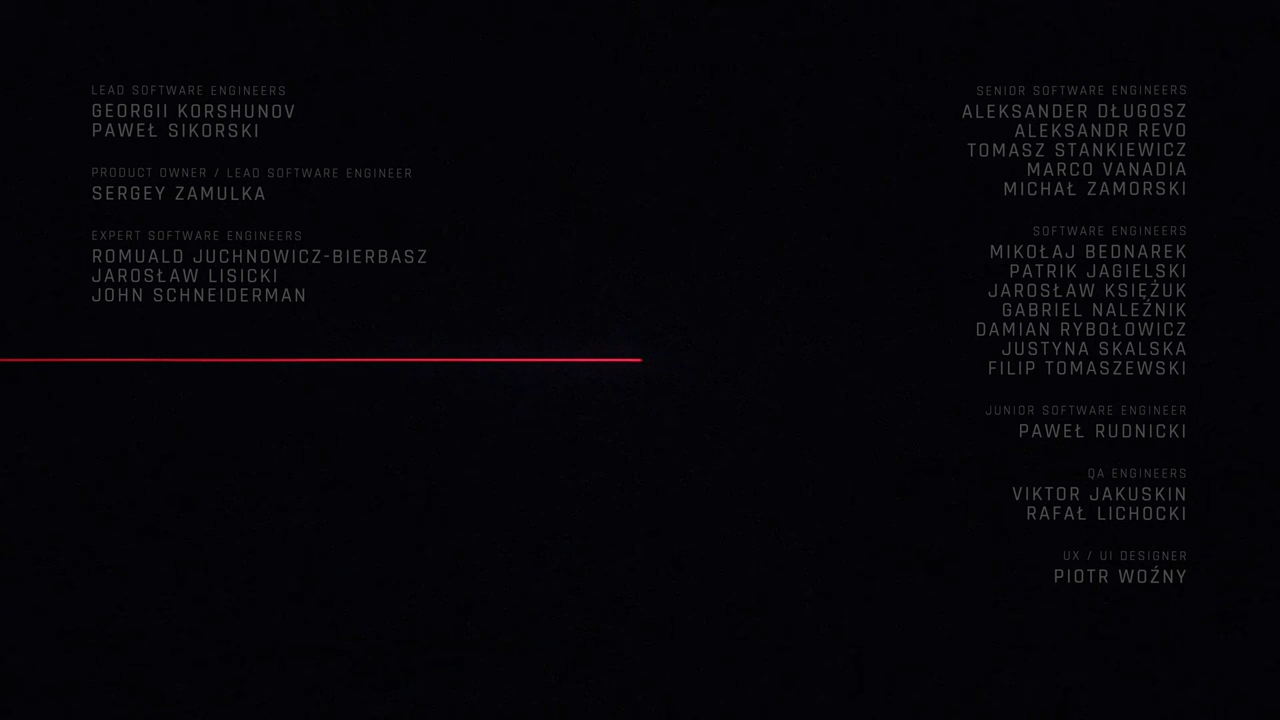 LEAD SOFTWARE ENGINEERS
GEORGII KORSHUNOV
PAWEŁ SIKORSKI
PRODUCT OWNER / LEAD SOFTWARE ENGINEER
SERGEY ZAMULKA
EXPERT SOFTWARE ENGINEERS
ROMUALD JUCHNOWICZ-BIERBASZ
JAROSŁAW LISICKI
JOHN SCHNEIDERMAN
SENIOR SOFTWARE ENGINEERS
ALEKSANDER DŁUGOSZ
ALEKSANDR REVO
TOMASZ STANKIEWICZ
MARCO VANADIA
MICHAŁ ZAMORSKI
SOFTWARE ENGINEERS
MIKOŁAJ BEDNAREK
PATRIK JAGIELSKI
JAROSŁAW KSIĘŻUK
GABRIEL NALEŹNIK
DAMIAN RYBOŁOWICZ
JUSTYNA SKALSKA
FILIP TOMASZEWSKI
JUNIOR SOFTWARE ENGINEER
PAWEŁ RUDNICKI
QA ENGINEERS
VIKTOR JAKUSKIN
RAFAŁ LICHOCKI
UX / UI DESIGNER
PIOTR WOŹNY